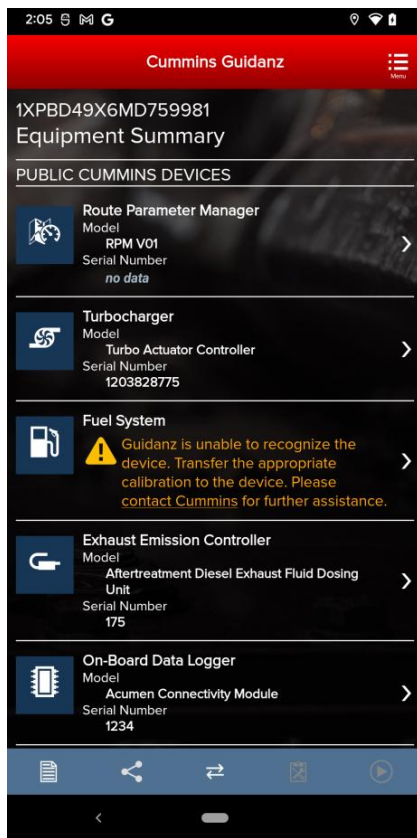 2:05
G
Cummins Guidanz
Menu
1XPBD49X6MD759981
Equipment Summary
PUBLIC CUMMINS DEVICES
Route Parameter Manager
Model
RPM V01
Serial Number
no data
Turbocharger
Model
Turbo Actuator Controller
Serial Number
1203828775
Fuel System
Guidanz is unable to recognize the
device. Transfer the appropriate
calibration to the device. Please
contact Cummins for further assistance.
Exhaust Emission Controller
Model
Aftertreatment Diesel Exhaust Fluid Dosing
Unit
Serial Number
175
On-Board Data Logger
Model
Acumen Connectivity Module
Serial Number
1234